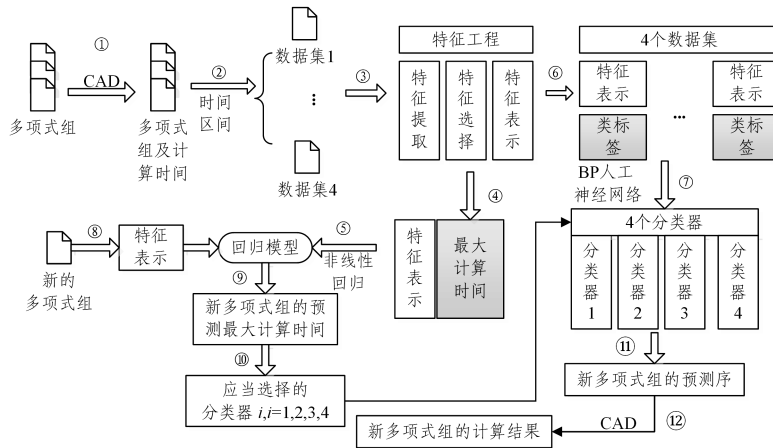 ①
CAD
多项式组
多项式
组及计
算时间
②
时间
区间
数据集1
...
数据集4
③
特征工程
特征提取
特征选择
特征表示
④
特征表示
最大
计算
时间
⑤
非线性
回归
⑥
4个数据集
特征
表示
类标
签
...
特征
表示
类标
签
BP人工
神经网络
⑦
4个分类器
分类器1
分类器2
分类器3
分类器4
新的
多项式组
⑧
特征
表示
回归模型
⑨
新多项式组的预
测最大计算时间
⑩
应当选择的
分类器 i,i=1,2,3,4
⑪
新多项式组的预测序
CAD
⑫
新多项式组的计算结果